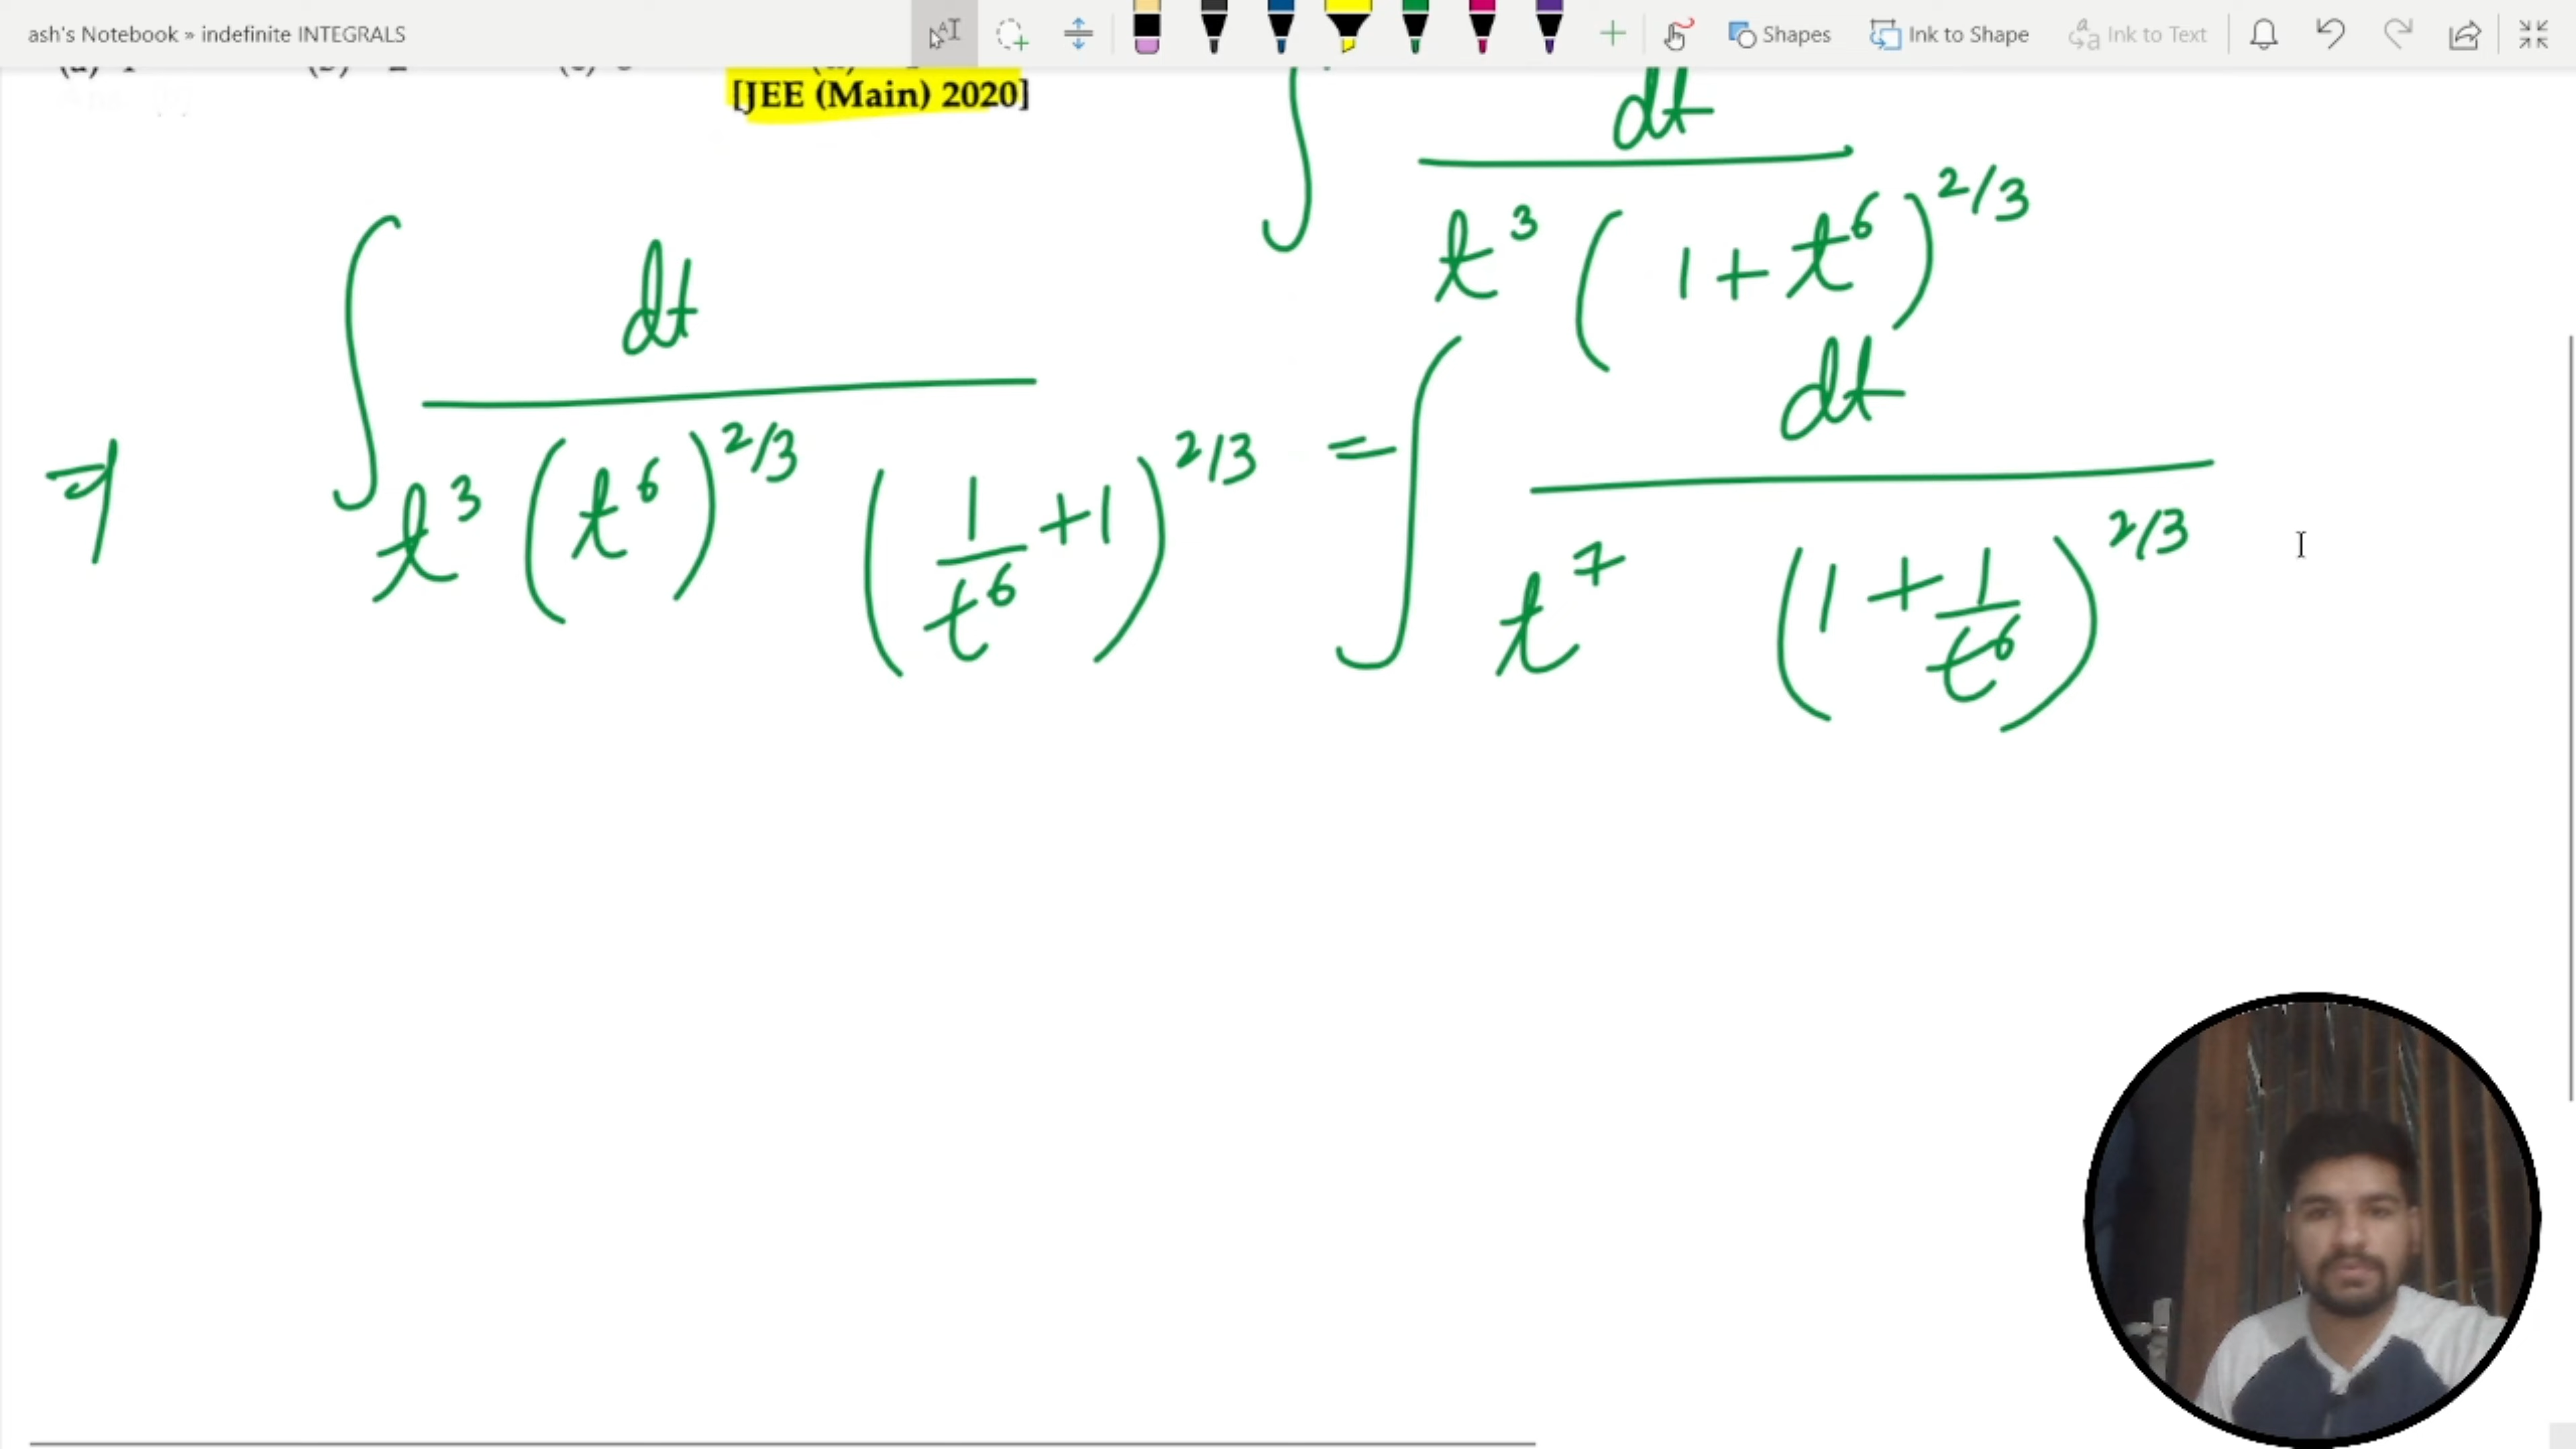 ash's Notebook » indefinite INTEGRALS
Shapes
Ink to Shape
Ink to Text
[JEE (Main) 2020]
∫ dt / t³ (1 + t⁶)^2/3
⇒ ∫ dt / t³ (t⁶)^2/3 (1/t⁶ + 1)^2/3 = ∫ dt / t⁷ (1 + 1/t⁶)^2/3